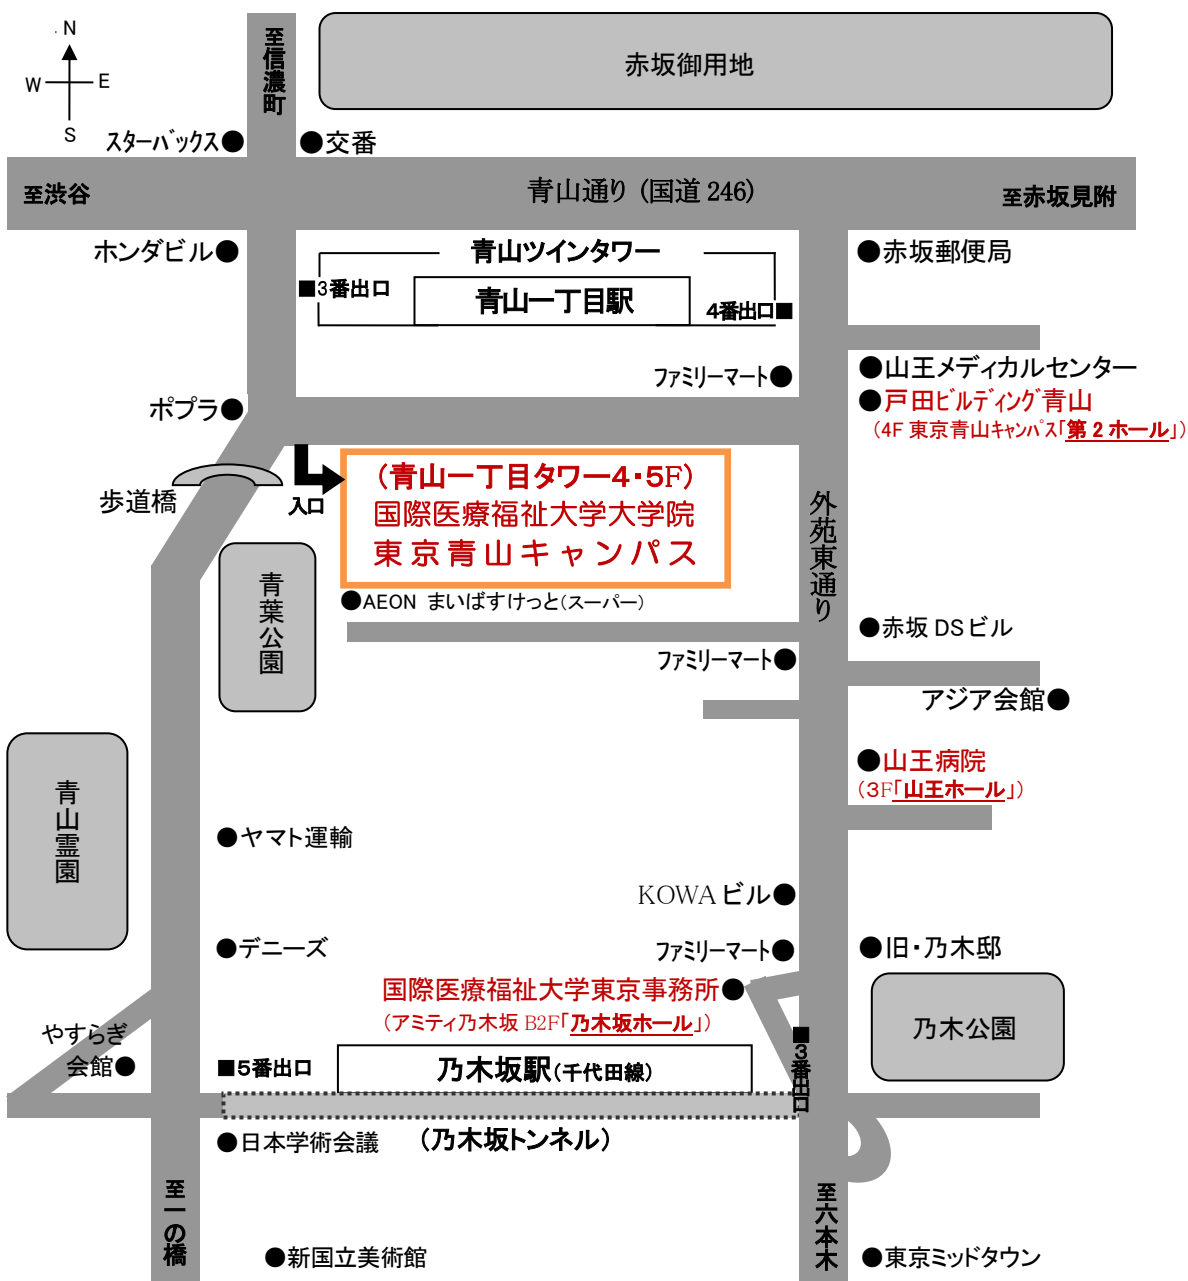 N
W
E
S
至信濃町
赤坂御用地
スターバックス●
●交番
至渋谷
青山通り (国道 246)
至赤坂見附
ホンダビル●
青山ツインタワー
●赤坂郵便局
■3番出口
青山一丁目駅
4番出口■
ファミリーマート●
●山王メディカルセンター
ポプラ●
●戸田ビルディング青山
(4F 東京青山キャンパス「第２ホール」)
歩道橋
入口
(青山一丁目タワー4・5F)
国際医療福祉大学大学院
東京青山キャンパス
外苑東通り
青葉公園
●AEON まいばすけっと(スーパー)
●赤坂 DS ビル
ファミリーマート●
アジア会館●
青山霊園
●山王病院
(3F「山王ホール」)
●ヤマト運輸
KOWA ビル●
●デニーズ
ファミリーマート●
●旧・乃木邸
国際医療福祉大学東京事務所●
(アミティ乃木坂 B2F「乃木坂ホール」)
乃木公園
やすらぎ
会館●
■5番出口
乃木坂駅(千代田線)
■3番出口
●日本学術会議
(乃木坂トンネル)
至一の橋
至六本木
●新国立美術館
●東京ミッドタウン